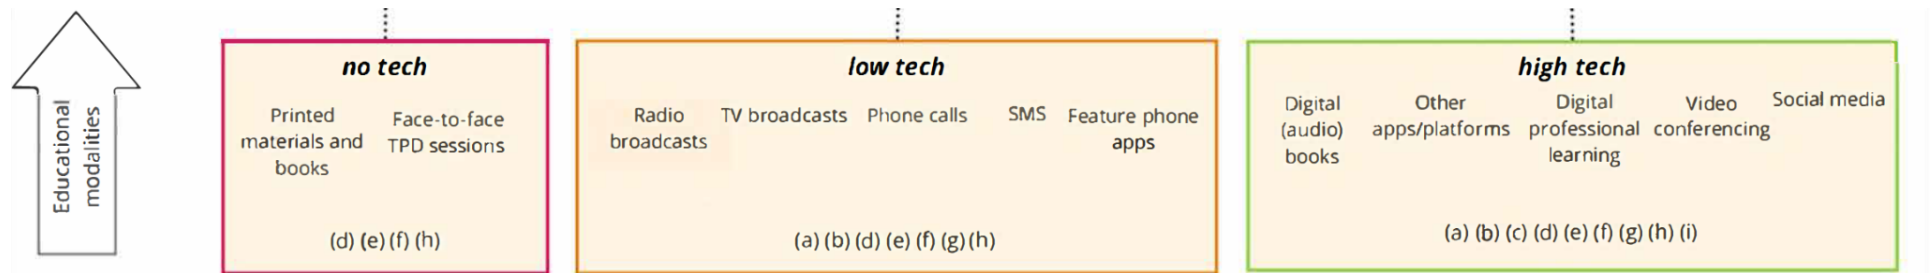 Educational
modalities
no tech
Printed
materials and
books
Face-to-face
TPD sessions
(d) (e) (f) (h)
low tech
Radio
broadcasts
TV broadcasts
Phone calls
SMS
Feature phone
apps
(a) (b) (d) (e) (f) (g) (h)
high tech
Digital
(audio)
books
Other
apps/platforms
Digital
professional
learning
Video
conferencing
Social media
(a) (b) (c) (d) (e) (f) (g) (h) (i)